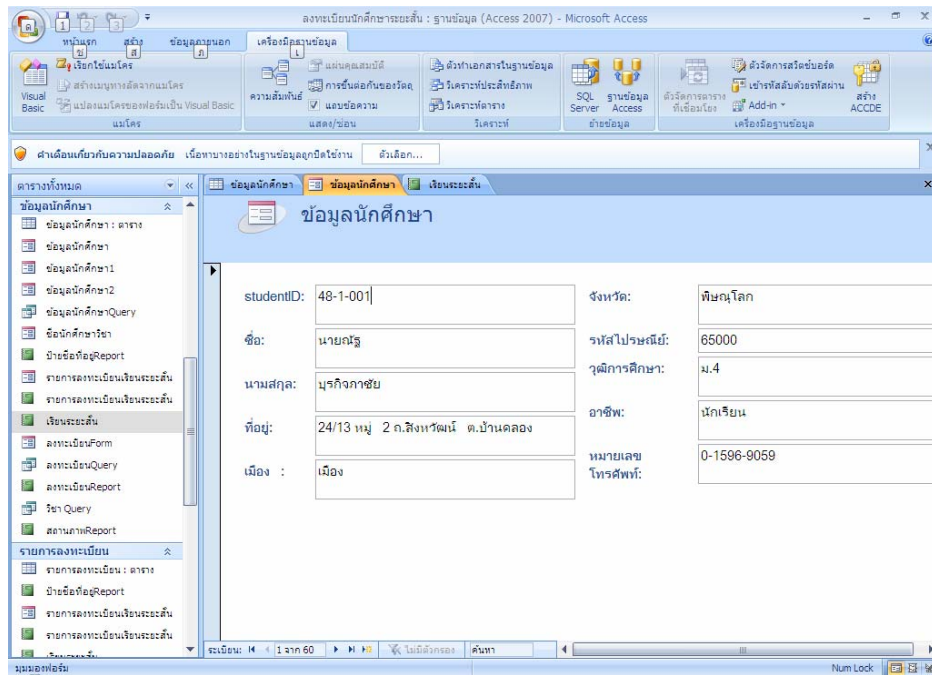 ลงทะเบียนนักศึกษาระยะสั้น : ฐานข้อมูล (Access 2007) - Microsoft Access
1 2 3
หน้าแรก สร้าง ข้อมูลภายนอก เครื่องมือฐานข้อมูล
ข ส ภ เ
Visual Basic
เรียกใช้แมโคร
สร้างเมนูทางลัดจากแมโคร
แปลงแมโครของฟอร์มเป็น Visual Basic
แมโคร
ความสัมพันธ์
แผ่นคุณสมบัติ
การขึ้นต่อกันของวัตถุ
แถบข้อความ
แสดง/ซ่อน
ตัวทำเอกสารในฐานข้อมูล
วิเคราะห์ประสิทธิภาพ
วิเคราะห์ตาราง
วิเคราะห์
SQL Server
ฐานข้อมูล Access
ย้ายข้อมูล
ตัวจัดการตารางที่เชื่อมโยง
ตัวจัดการสวิตช์บอร์ด
เข้ารหัสลับด้วยรหัสผ่าน
Add-in
สร้าง ACCDE
เครื่องมือฐานข้อมูล
คำเตือนเกี่ยวกับความปลอดภัย เนื้อหาบางอย่างในฐานข้อมูลถูกปิดใช้งาน ตัวเลือก...
ตารางทั้งหมด
ข้อมูลนักศึกษา
ข้อมูลนักศึกษา : ตาราง
ข้อมูลนักศึกษา
ข้อมูลนักศึกษา1
ข้อมูลนักศึกษา2
ข้อมูลนักศึกษาQuery
ชื่อนักศึกษาวิชา
ป้ายชื่อที่อยู่Report
รายการลงทะเบียนเรียนระยะสั้น
รายการลงทะเบียนเรียนระยะสั้น
เรียนระยะสั้น
ลงทะเบียนForm
ลงทะเบียนQuery
ลงทะเบียนReport
วิชา Query
สถานภาพReport
รายการลงทะเบียน
รายการลงทะเบียน : ตาราง
ป้ายชื่อที่อยู่Report
รายการลงทะเบียนเรียนระยะสั้น
รายการลงทะเบียนเรียนระยะสั้น
ข้อมูลนักศึกษา ข้อมูลนักศึกษา เรียนระยะสั้น
ข้อมูลนักศึกษา
studentID: 48-1-001
ชื่อ: นายณัฐ
นามสกุล: บุรกิจภาชัย
ที่อยู่: 24/13 หมู่ 2 ถ.สิงหวัฒน์ ต.บ้านคลอง
เมือง : เมือง
จังหวัด: พิษณุโลก
รหัสไปรษณีย์: 65000
วุฒิการศึกษา: ม.4
อาชีพ: นักเรียน
หมายเลขโทรศัพท์: 0-1596-9059
ระเบียน: 1 จาก 60 ไม่มีตัวกรอง ค้นหา
มุมมองฟอร์ม Num Lock